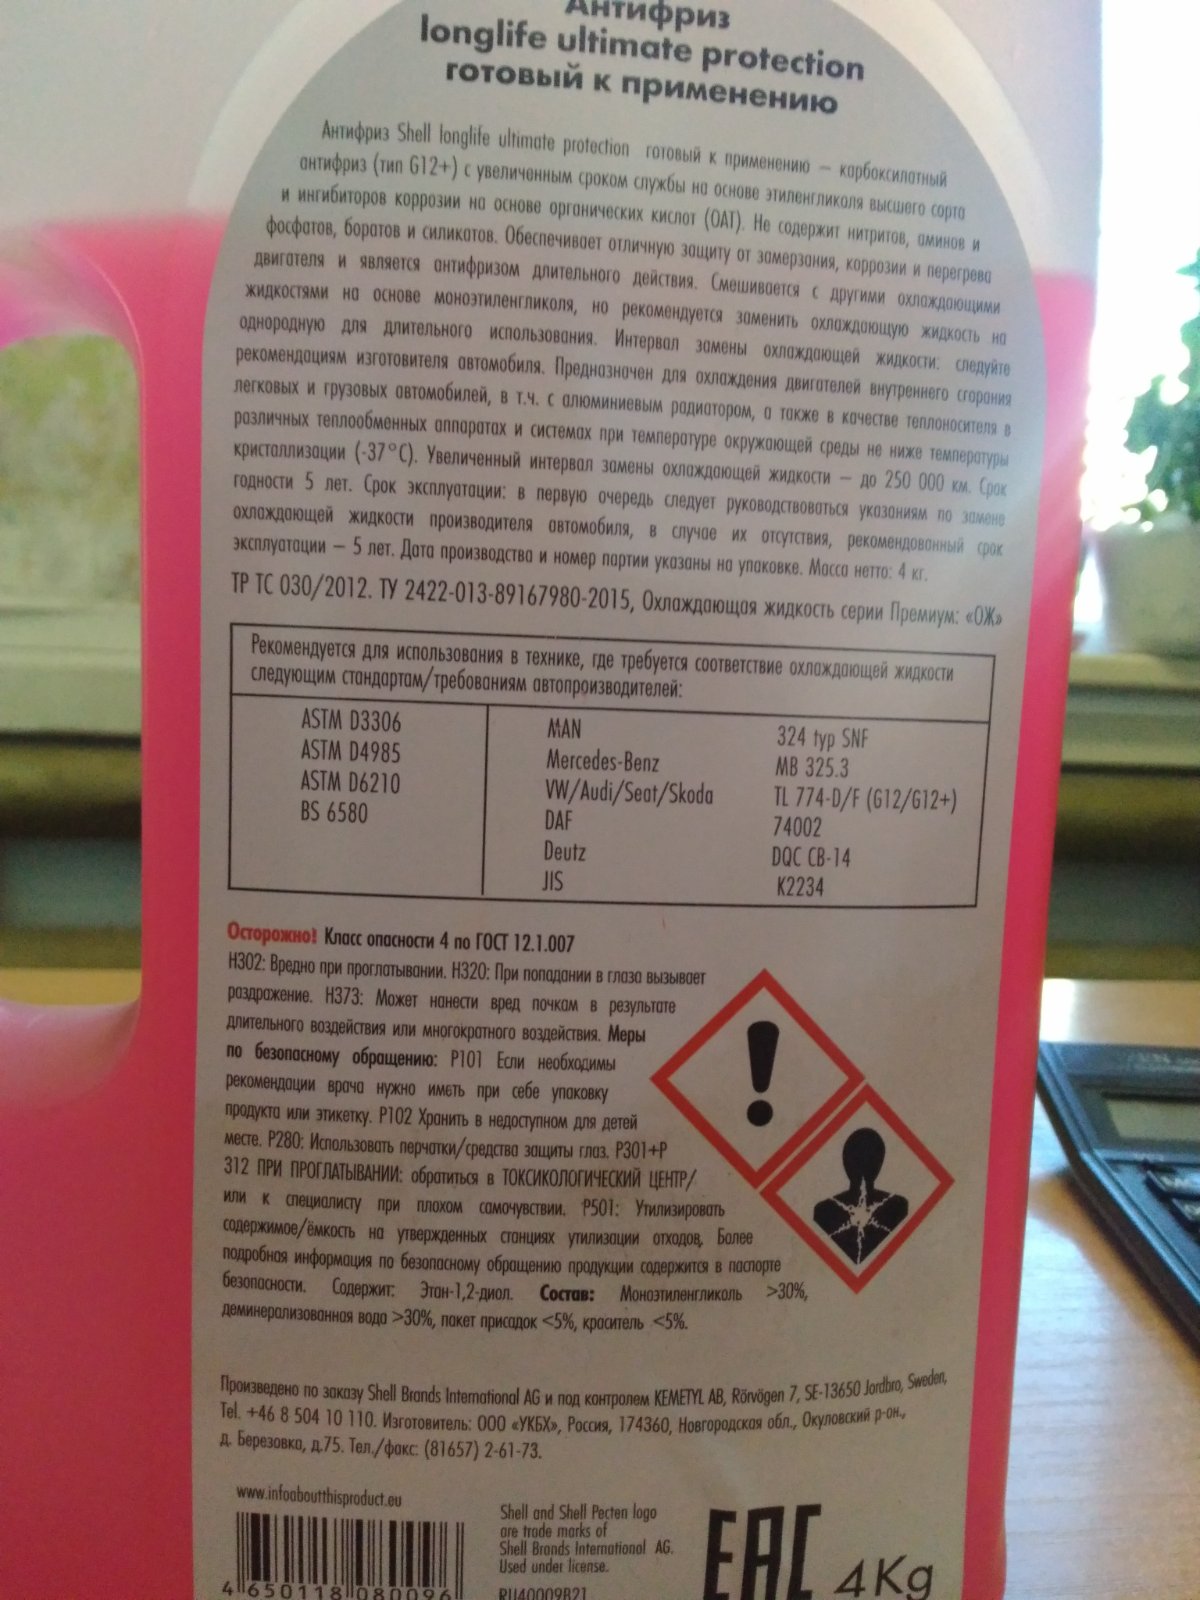 Антифриз
longlife ultimate protection
готовый к применению
Антифриз Shell longlife ultimate protection готовый к применению – карбоксилатный
антифриз (тип G12+) с увеличенным сроком службы на основе этиленгликоля высшего сорта
и ингибиторов коррозии на основе органических кислот (ОАТ). Не содержит нитритов, аминов и
фосфатов, боратов и силикатов. Обеспечивает отличную защиту от замерзания, коррозии и перегрева
двигателя и является антифризом длительного действия. Смешивается с другими охлаждающими
жидкостями на основе моноэтиленгликоля, но рекомендуется заменить охлаждающую жидкость на
однородную для длительного использования. Интервал замены охлаждающей жидкости: следуйте
рекомендациям изготовителя автомобиля. Предназначен для охлаждения двигателей внутреннего сгорания
легковых и грузовых автомобилей, в т.ч. с алюминиевым радиатором, а также в качестве теплоносителя в
различных теплообменных аппаратах и системах при температуре окружающей среды не ниже температуры
кристаллизации (-37°С). Увеличенный интервал замены охлаждающей жидкости – до 250 000 км. Срок
годности 5 лет. Срок эксплуатации: в первую очередь следует руководствоваться указаниям по замене
охлаждающей жидкости производителя автомобиля, в случае их отсутствия, рекомендованный срок
эксплуатации – 5 лет. Дата производства и номер партии указаны на упаковке. Масса нетто: 4 кг.
ТР ТС 030/2012. ТУ 2422-013-89167980-2015, Охлаждающая жидкость серии Премиум: «ОЖ»
Рекомендуется для использования в технике, где требуется соответствие охлаждающей жидкости
следующим стандартам/требованиям автопроизводителей:
ASTM D3306
ASTM D4985
ASTM D6210
BS 6580
MAN 324 typ SNF
Mercedes-Benz MB 325.3
VW/Audi/Seat/Skoda TL 774-D/F (G12/G12+)
DAF 74002
Deutz DQC CB-14
JIS K2234
Осторожно! Класс опасности 4 по ГОСТ 12.1.007
H302: Вредно при проглатывании. H320: При попадании в глаза вызывает
раздражение. H373: Может нанести вред почкам в результате
длительного воздействия или многократного воздействия. Меры
по безопасному обращению: P101 Если необходимы
рекомендации врача нужно иметь при себе упаковку
продукта или этикетку. P102 Хранить в недоступном для детей
месте. P280: Использовать перчатки/средства защиты глаз. P301+P
312 ПРИ ПРОГЛАТЫВАНИИ: обратиться в ТОКСИКОЛОГИЧЕСКИЙ ЦЕНТР/
или к специалисту при плохом самочувствии. P501: Утилизировать
содержимое/ёмкость на утвержденных станциях утилизации отходов. Более
подробная информация по безопасному обращению продукции содержится в паспорте
безопасности. Содержит: Этан-1,2-диол. Состав: Моноэтиленгликоль >30%,
деминерализованная вода >30%, пакет присадок <5%, краситель <5%.
Произведено по заказу Shell Brands International AG и под контролем KEMETYL AB, Rörvögen 7, SE-13650 Jordbro, Sweden,
Tel. +46 8 504 10 110. Изготовитель: ООО «УКБХ», Россия, 174360, Новгородская обл., Окуловский р-он.,
д. Березовка, д.75. Тел./факс: (81657) 2-61-73.
www.infoaboutthisproduct.eu
Shell and Shell Pecten logo
are trade marks of
Shell Brands International AG.
Used under license.
RU40009B21
4 650118 080096
EAC
4Kg